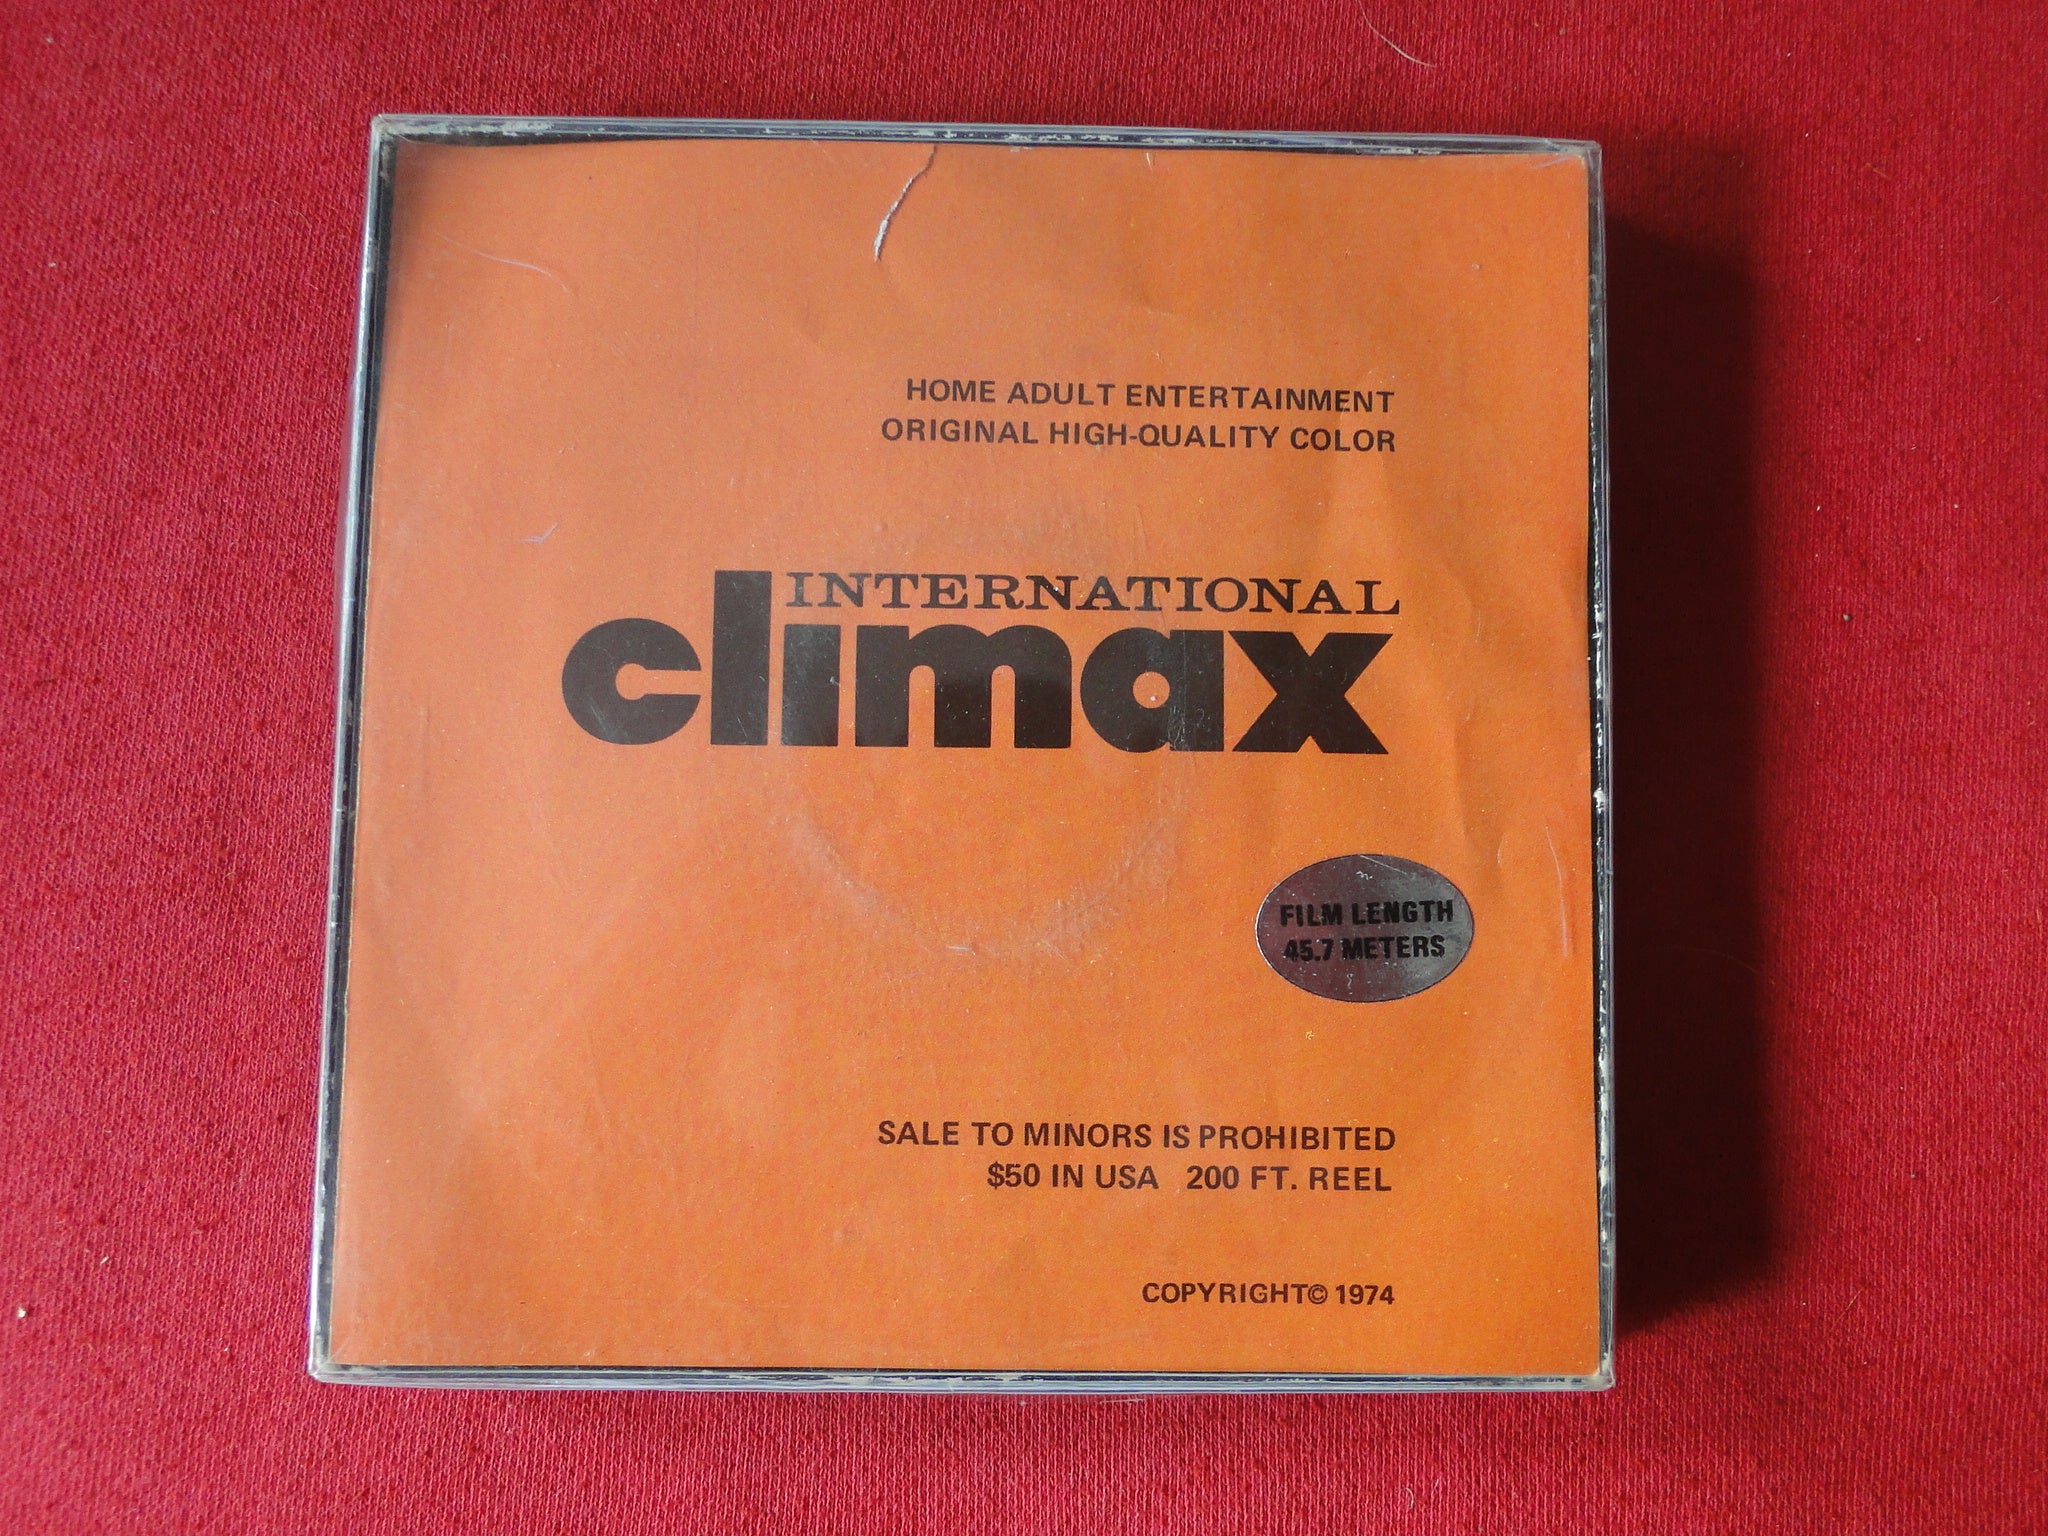 HOME ADULT ENTERTAINMENT
ORIGINAL HIGH-QUALITY COLOR
INTERNATIONAL
climax
FILM LENGTH
45.7 METERS
SALE TO MINORS IS PROHIBITED
$50 IN USA 200 FT. REEL
COPYRIGHT© 1974